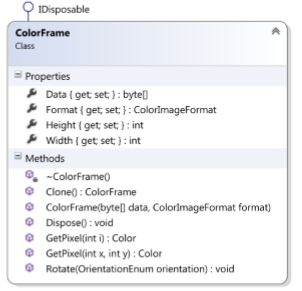 IDisposable
ColorFrame
Class
Properties
Data { get; set; } : byte[]
Format { get; set; } : ColorImageFormat
Height { get; set; } : int
Width { get; set; } : int
Methods
~ColorFrame()
Clone() : ColorFrame
ColorFrame(byte[] data, ColorImageFormat format)
Dispose() : void
GetPixel(int i) : Color
GetPixel(int x, int y) : Color
Rotate(OrientationEnum orientation) : void